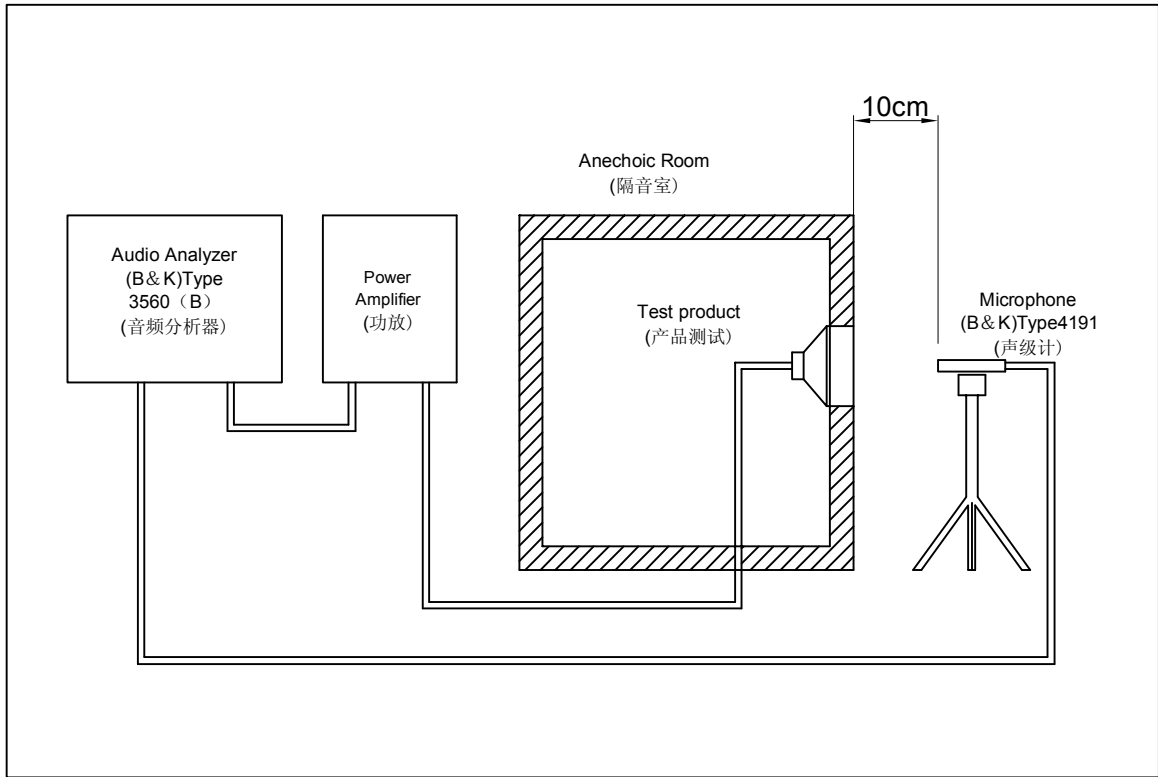 10cm
Anechoic Room
(隔音室)
Audio Analyzer
(B&K)Type
3560（B）
(音频分析器)
Power
Amplifier
(功放)
Test product
(产品测试)
Microphone
(B&K)Type4191
(声级计)